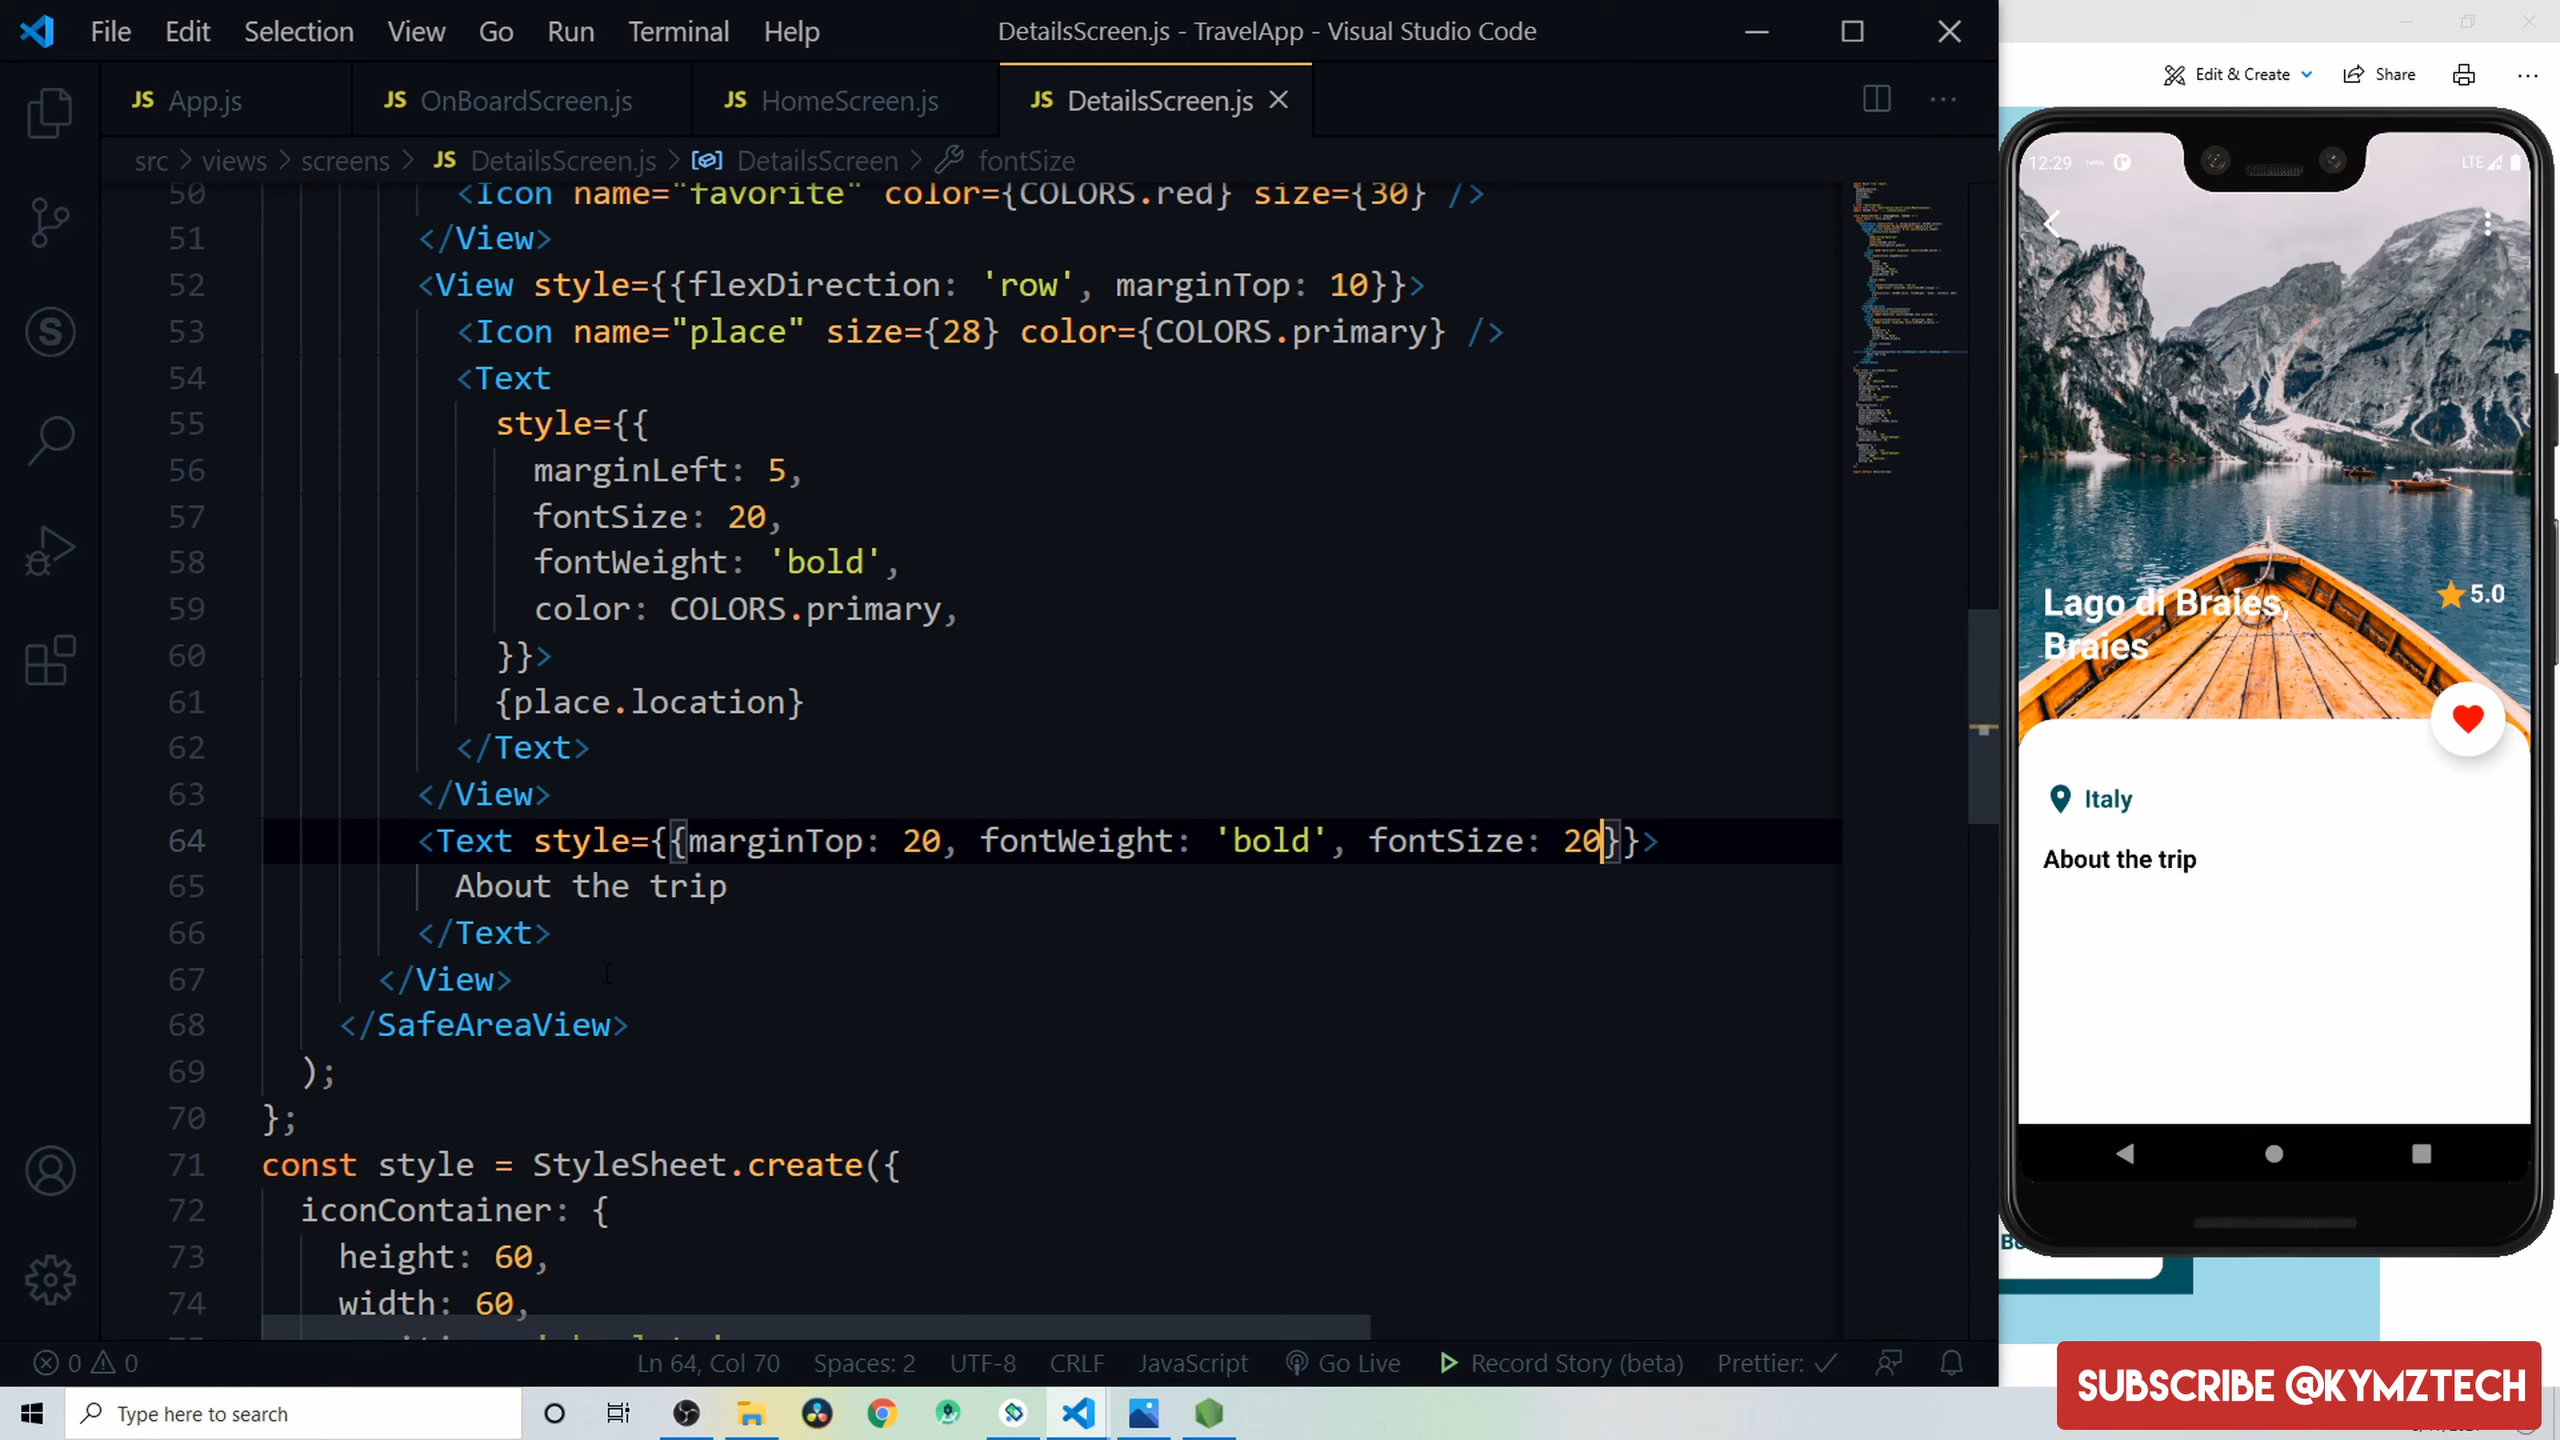 File Edit Selection View Go Run Terminal Help DetailsScreen.js - TravelApp - Visual Studio Code
JS App.js JS OnBoardScreen.js JS HomeScreen.js JS DetailsScreen.js
src > views > screens > JS DetailsScreen.js > DetailsScreen > fontSize
50 <Icon name="favorite" color={COLORS.red} size={30} />
51 </View>
52 <View style={{flexDirection: 'row', marginTop: 10}}>
53 <Icon name="place" size={28} color={COLORS.primary} />
54 <Text
55 style={{
56 marginLeft: 5,
57 fontSize: 20,
58 fontWeight: 'bold',
59 color: COLORS.primary,
60 }}>
61 {place.location}
62 </Text>
63 </View>
64 <Text style={{marginTop: 20, fontWeight: 'bold', fontSize: 20}}>
65 About the trip
66 </Text>
67 </View>
68 </SafeAreaView>
69 );
70 };
71 const style = StyleSheet.create({
72 iconContainer: {
73 height: 60,
74 width: 60,
0 0 Ln 64, Col 70 Spaces: 2 UTF-8 CRLF JavaScript Go Live Record Story (beta) Prettier: ✓
Type here to search
Edit & Create Share
12:29 LTE
Lago di Braies,
Braies
5.0
Italy
About the trip
SUBSCRIBE @KYMZTECH